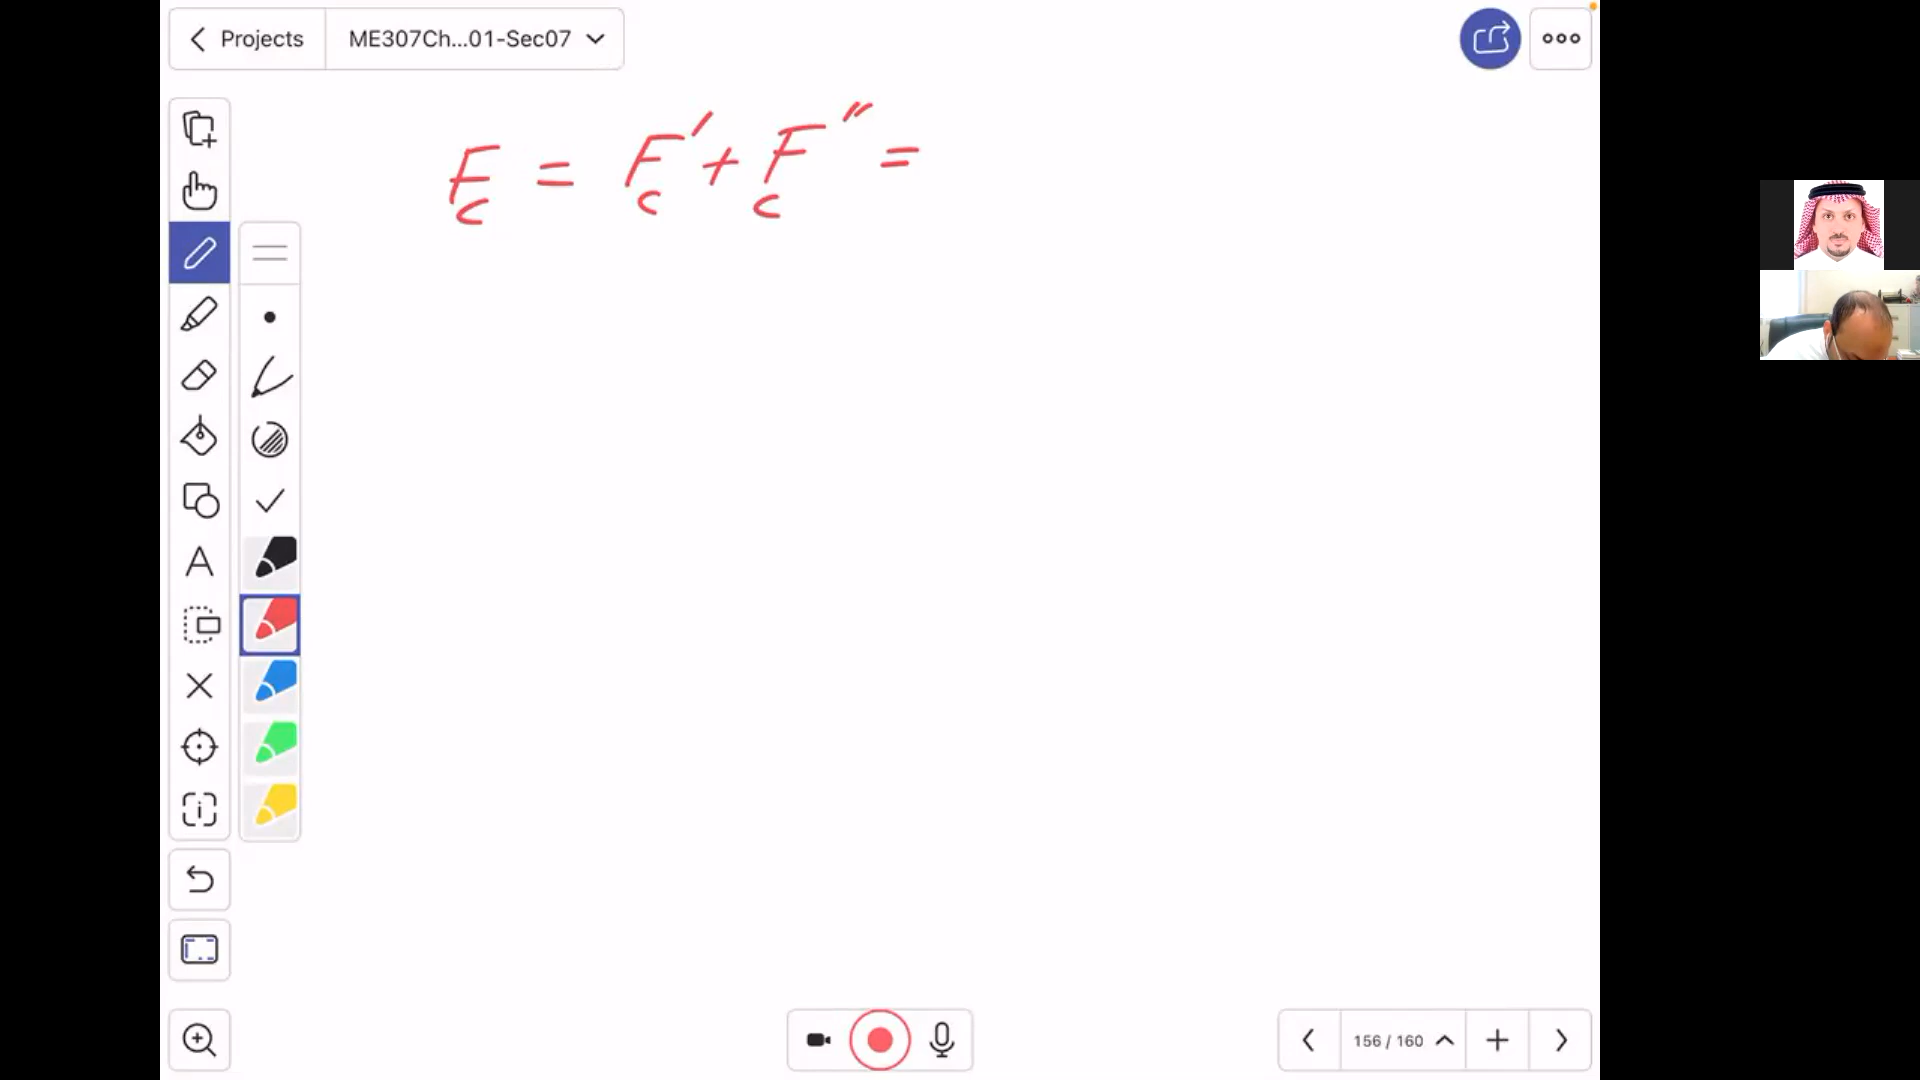 Projects
ME307Ch...01-Sec07
F_c = F_c' + F_c'' =
A
156 / 160